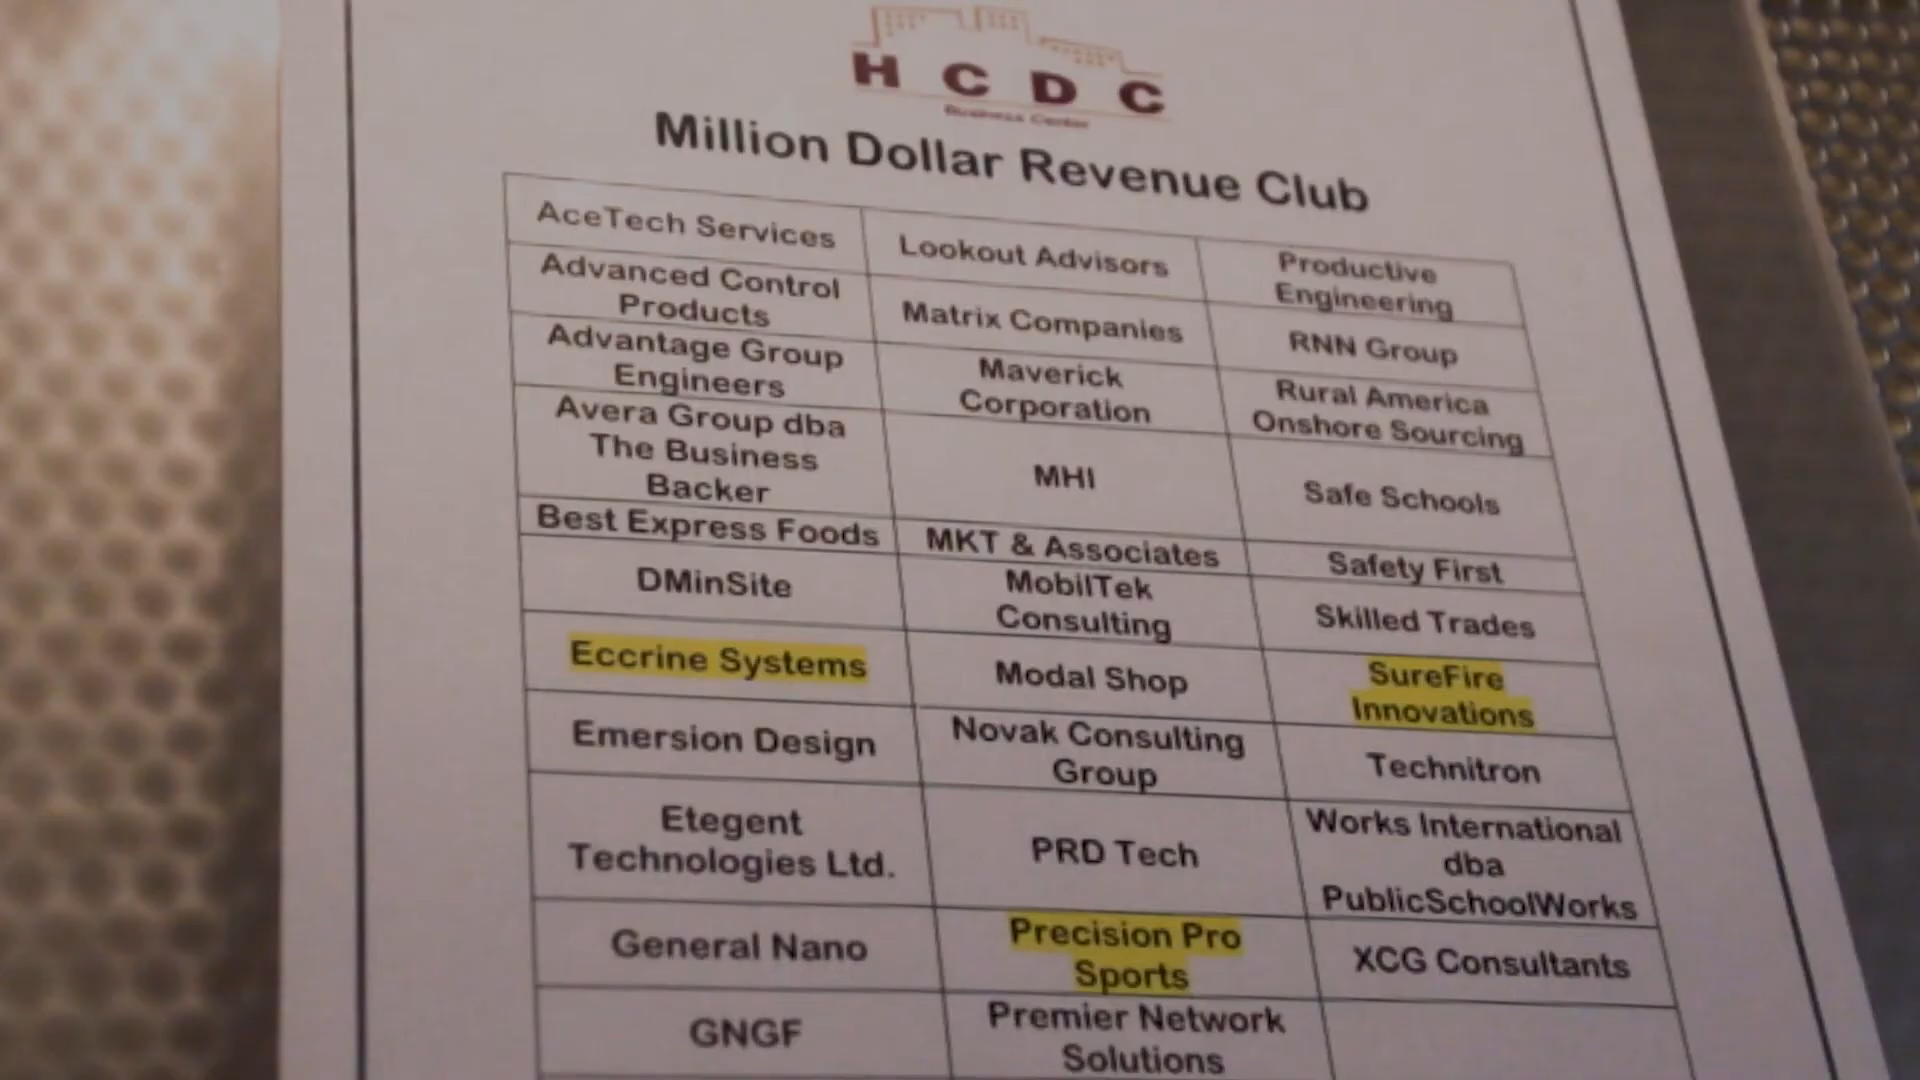 H C D C
Business Center
Million Dollar Revenue Club
AceTech Services
Lookout Advisors
Productive
Engineering
Advanced Control
Products
Matrix Companies
RNN Group
Advantage Group
Engineers
Maverick
Corporation
Rural America
Onshore Sourcing
Avera Group dba
The Business
Backer
MHI
Safe Schools
Best Express Foods
MKT & Associates
Safety First
DMinSite
MobilTek
Consulting
Skilled Trades
Eccrine Systems
Modal Shop
SureFire
Innovations
Emersion Design
Novak Consulting
Group
Technitron
Etegent
Technologies Ltd.
PRD Tech
Works International
dba
PublicSchoolWorks
General Nano
Precision Pro
Sports
XCG Consultants
GNGF
Premier Network
Solutions